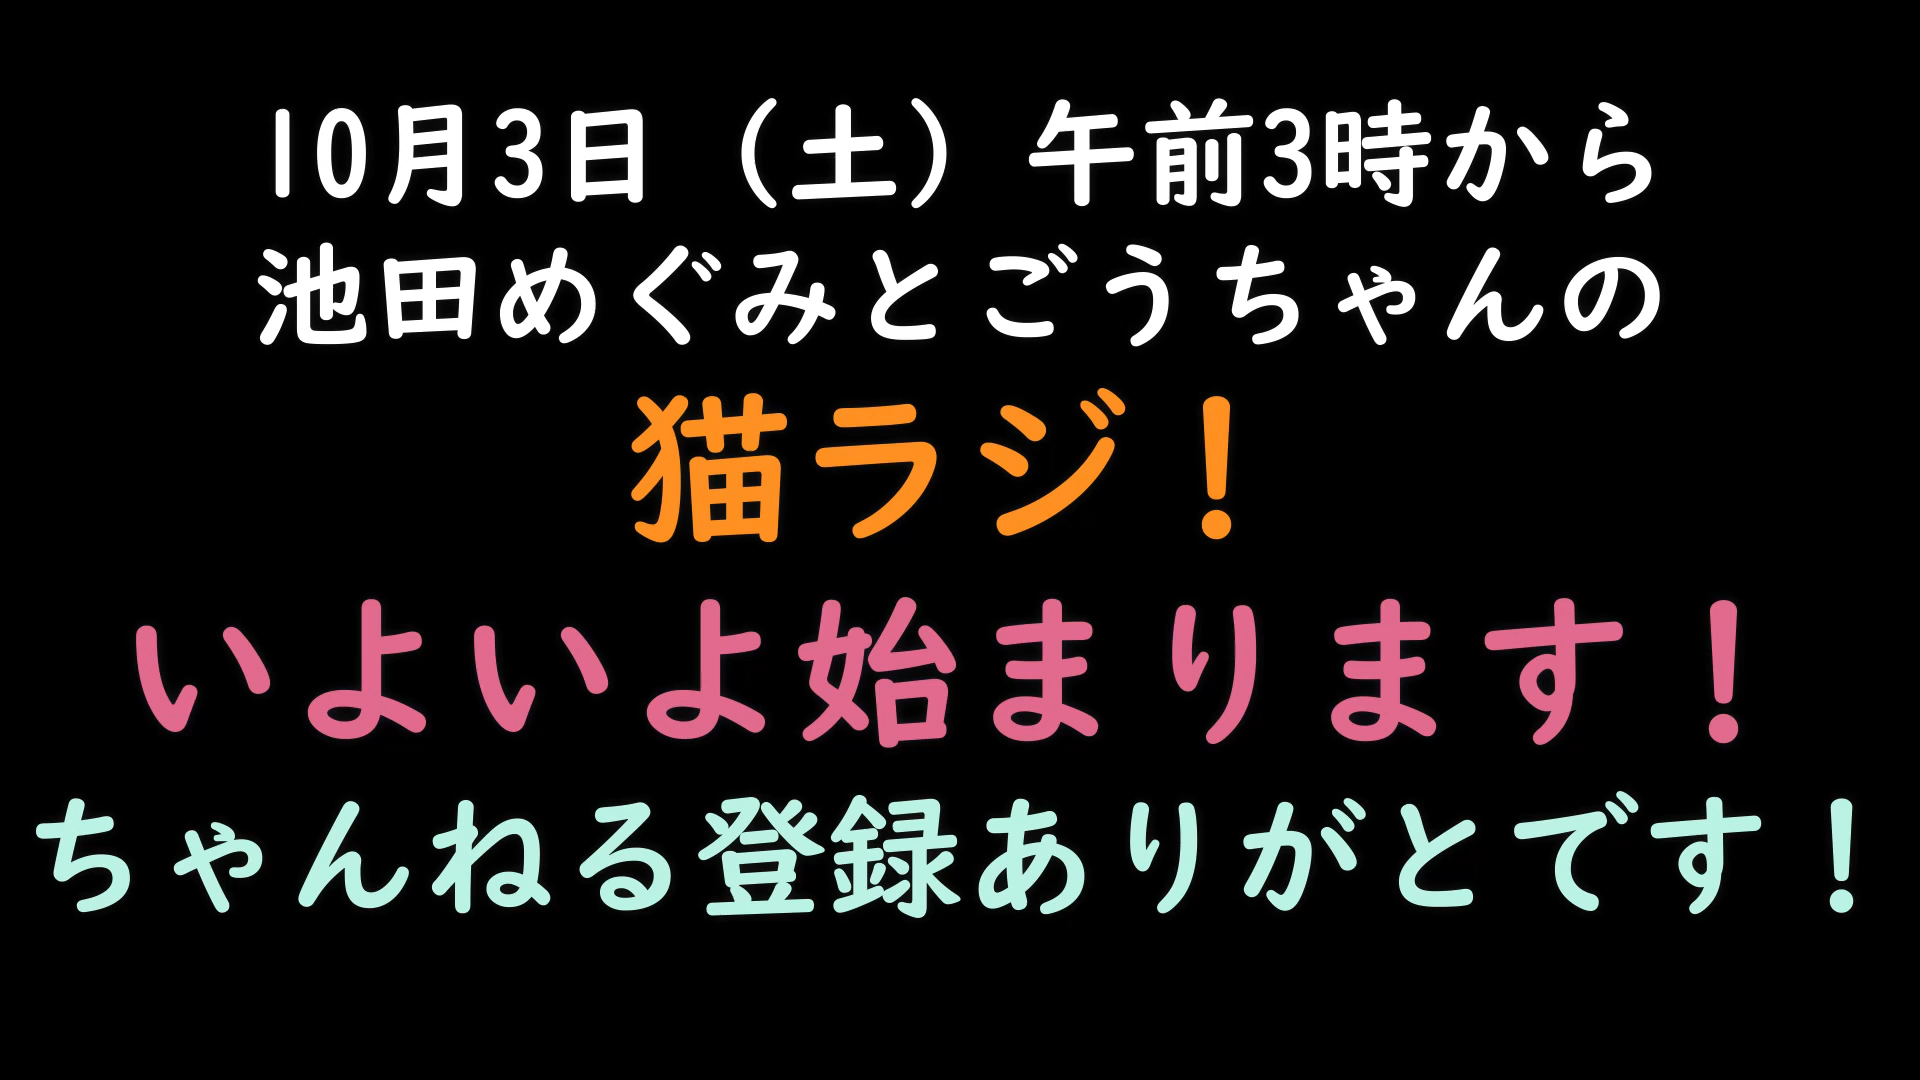 10月3日（土）午前3時から
池田めぐみとごうちゃんの
猫ラジ！
いよいよ始まります！
ちゃんねる登録ありがとです！